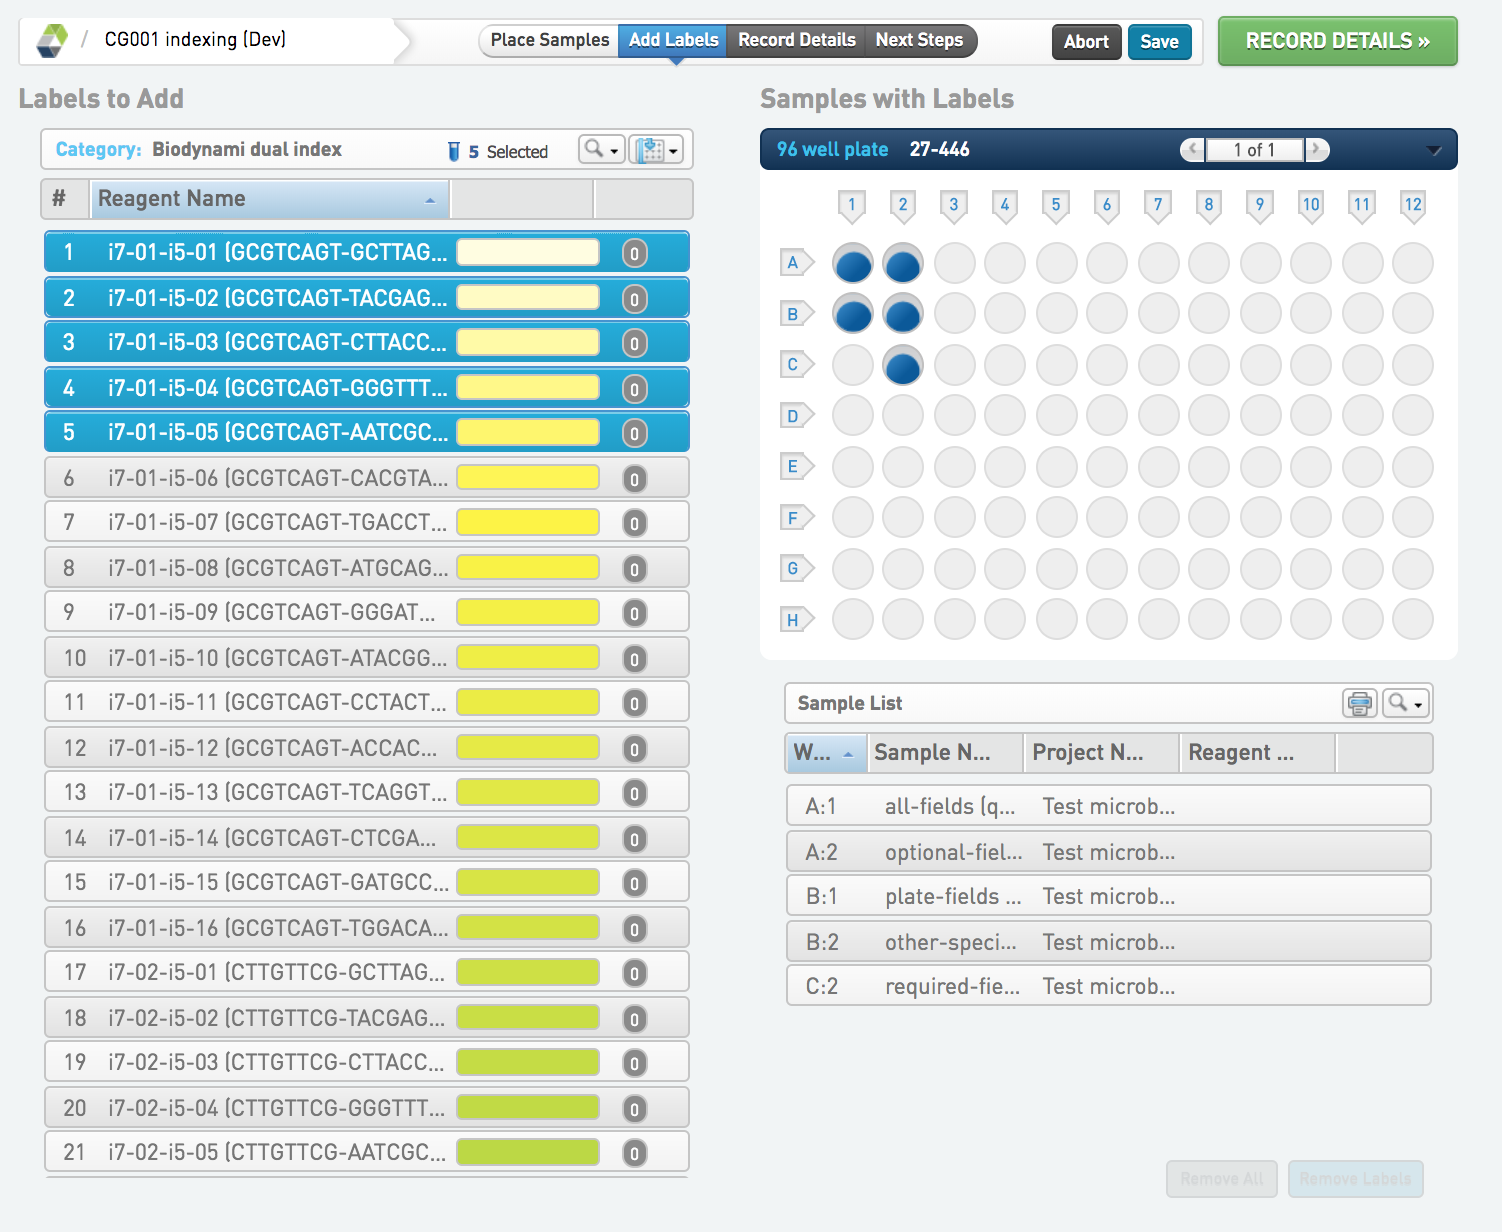 / CG001 indexing (Dev)
Place Samples Add Labels Record Details Next Steps
Abort Save RECORD DETAILS »
Labels to Add
Category: Biodynami dual index 5 Selected
# Reagent Name
1 i7-01-i5-01 (GCGTCAGT-GCTTAG... 0
2 i7-01-i5-02 (GCGTCAGT-TACGAG... 0
3 i7-01-i5-03 (GCGTCAGT-CTTACC... 0
4 i7-01-i5-04 (GCGTCAGT-GGGTTT... 0
5 i7-01-i5-05 (GCGTCAGT-AATCGC... 0
6 i7-01-i5-06 (GCGTCAGT-CACGTA... 0
7 i7-01-i5-07 (GCGTCAGT-TGACCT... 0
8 i7-01-i5-08 (GCGTCAGT-ATGCAG... 0
9 i7-01-i5-09 (GCGTCAGT-GGGAT... 0
10 i7-01-i5-10 (GCGTCAGT-ATACGG... 0
11 i7-01-i5-11 (GCGTCAGT-CCTACT... 0
12 i7-01-i5-12 (GCGTCAGT-ACCAC... 0
13 i7-01-i5-13 (GCGTCAGT-TCAGGT... 0
14 i7-01-i5-14 (GCGTCAGT-CTCGA... 0
15 i7-01-i5-15 (GCGTCAGT-GATGCC... 0
16 i7-01-i5-16 (GCGTCAGT-TGGACA... 0
17 i7-02-i5-01 (CTTGTTCG-GCTTAG... 0
18 i7-02-i5-02 (CTTGTTCG-TACGAG... 0
19 i7-02-i5-03 (CTTGTTCG-CTTACC... 0
20 i7-02-i5-04 (CTTGTTCG-GGGTTT... 0
21 i7-02-i5-05 (CTTGTTCG-AATCGC... 0
Samples with Labels
96 well plate 27-446 1 of 1
1 2 3 4 5 6 7 8 9 10 11 12
A
B
C
D
E
F
G
H
Sample List
W... Sample N... Project N... Reagent ...
A:1 all-fields (q... Test microb...
A:2 optional-fiel... Test microb...
B:1 plate-fields ... Test microb...
B:2 other-speci... Test microb...
C:2 required-fie... Test microb...
Remove All Remove Labels